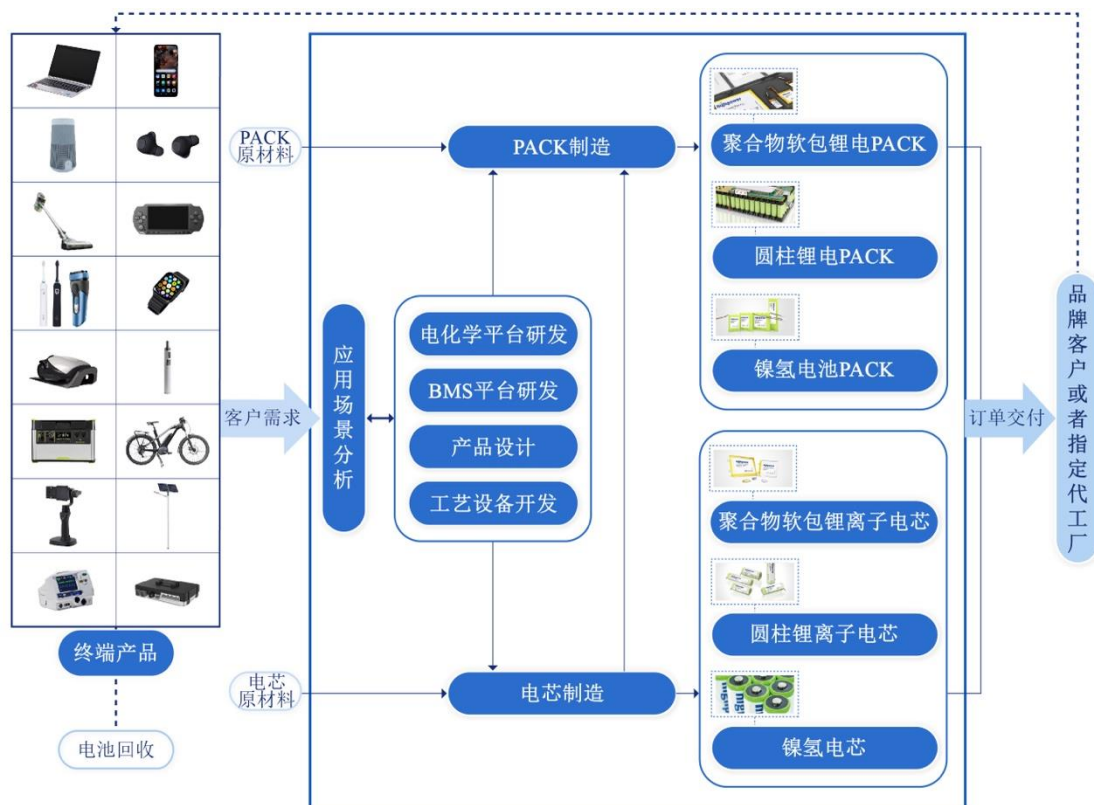 PACK
原材料
PACK制造
聚合物软包锂电PACK
圆柱锂电PACK
镍氢电池PACK
客户需求
应用场景分析
电化学平台研发
BMS平台研发
产品设计
工艺设备开发
订单交付
品牌客户或者指定代工厂
聚合物软包锂离子电芯
圆柱锂离子电芯
终端产品
电芯
原材料
电芯制造
镍氢电芯
电池回收